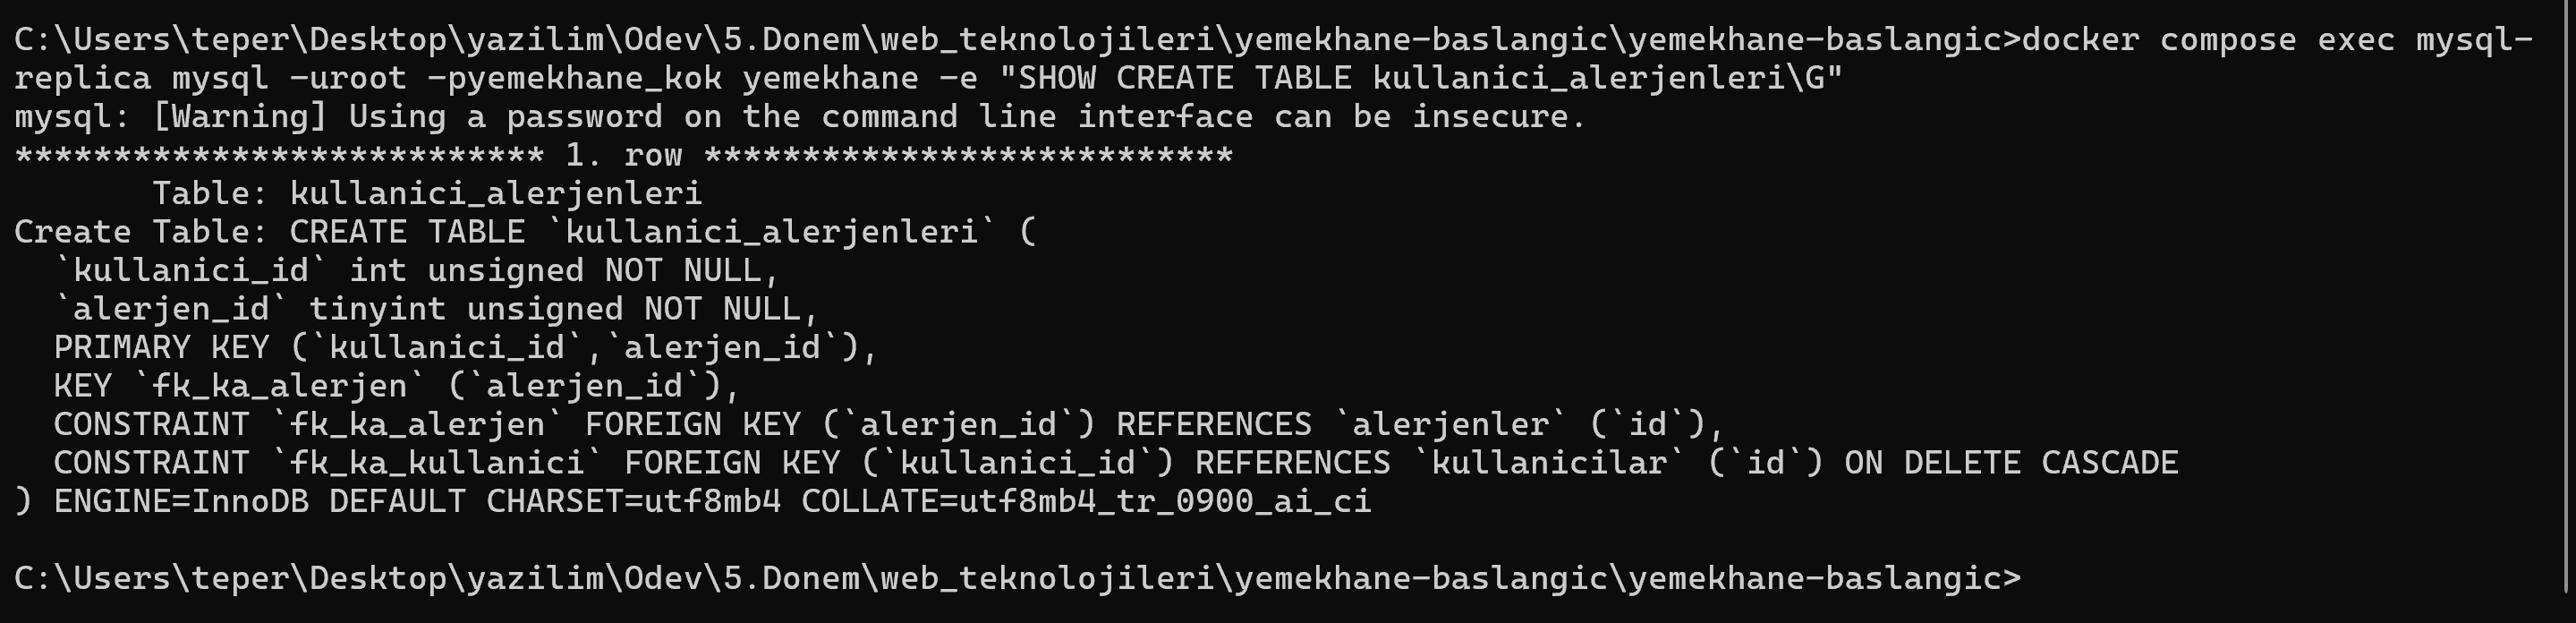 C:\Users\teper\Desktop\yazilim\Odev\5.Donem\web_teknolojileri\yemekhane-baslangic\yemekhane-baslangic>docker compose exec mysql-
replica mysql -uroot -pyemekhane_kok yemekhane -e "SHOW CREATE TABLE kullanici_alerjenleri\G"
mysql: [Warning] Using a password on the command line interface can be insecure.
*************************** 1. row ***************************
       Table: kullanici_alerjenleri
Create Table: CREATE TABLE `kullanici_alerjenleri` (
  `kullanici_id` int unsigned NOT NULL,
  `alerjen_id` tinyint unsigned NOT NULL,
  PRIMARY KEY (`kullanici_id`,`alerjen_id`),
  KEY `fk_ka_alerjen` (`alerjen_id`),
  CONSTRAINT `fk_ka_alerjen` FOREIGN KEY (`alerjen_id`) REFERENCES `alerjenler` (`id`),
  CONSTRAINT `fk_ka_kullanici` FOREIGN KEY (`kullanici_id`) REFERENCES `kullanicilar` (`id`) ON DELETE CASCADE
) ENGINE=InnoDB DEFAULT CHARSET=utf8mb4 COLLATE=utf8mb4_tr_0900_ai_ci
C:\Users\teper\Desktop\yazilim\Odev\5.Donem\web_teknolojileri\yemekhane-baslangic\yemekhane-baslangic>